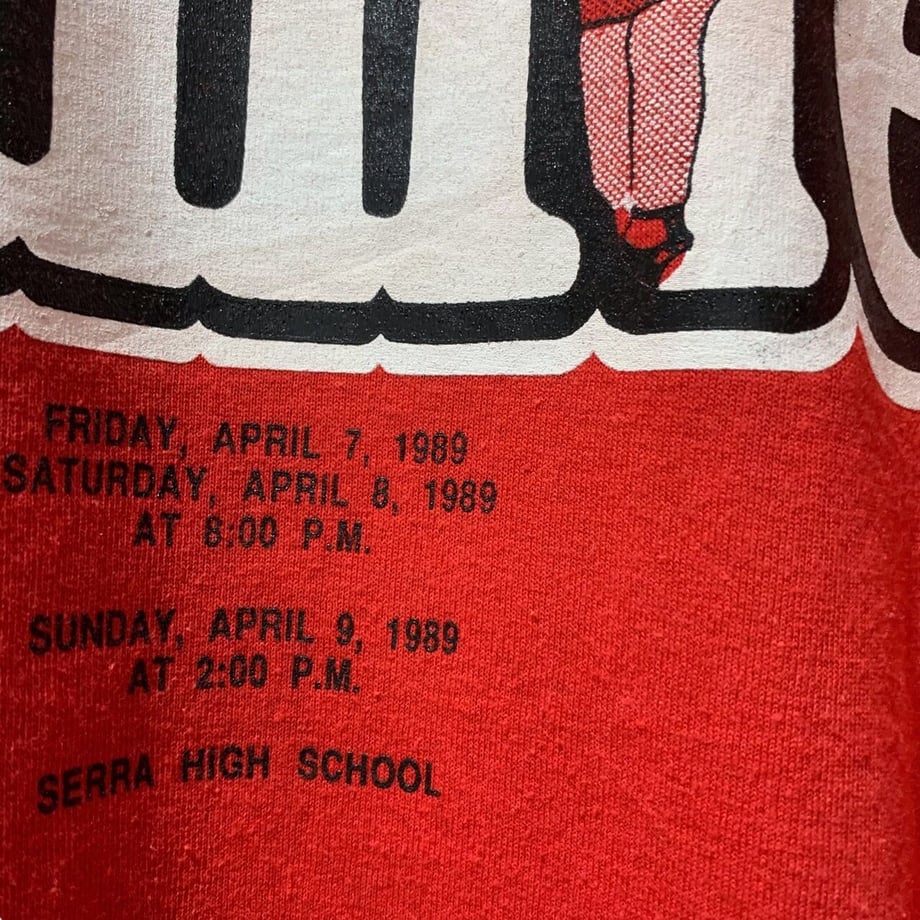 FRIDAY, APRIL 7, 1989
SATURDAY, APRIL 8, 1989
AT 8:00 P.M.
SUNDAY, APRIL 9, 1989
AT 2:00 P.M.
SERRA HIGH SCHOOL